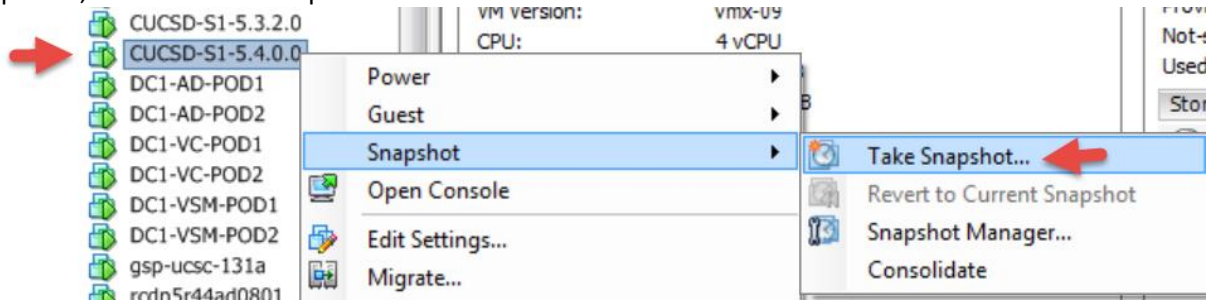 CUCSD-S1-5.3.2.0
VM Version: vmx-09
CUCSD-S1-5.4.0.0
CPU: 4 vCPU
Not-s
Used
DC1-AD-POD1
Power
DC1-AD-POD2
Guest
B
Stor
DC1-VC-POD1
Snapshot
Take Snapshot...
DC1-VC-POD2
Open Console
Revert to Current Snapshot
DC1-VSM-POD1
DC1-VSM-POD2
Edit Settings...
Snapshot Manager...
gsp-ucsc-131a
Migrate...
Consolidate
rcdn5r44ad0801